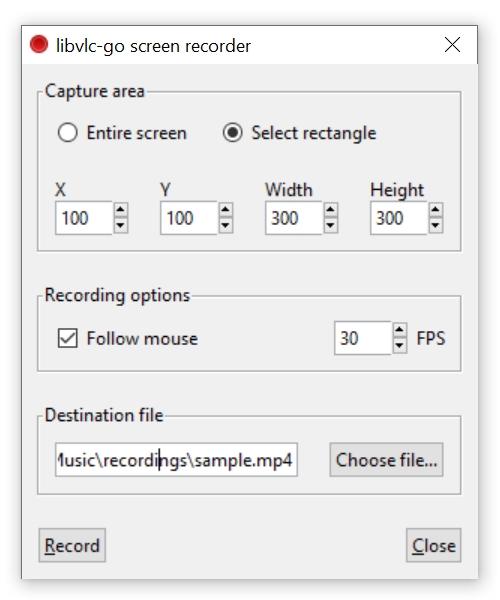 libvlc-go screen recorder
Capture area
Entire screen Select rectangle
X Y Width Height
100 100 300 300
Recording options
Follow mouse 30 FPS
Destination file
\recordings\sample.mp4 Choose file...
Record Close